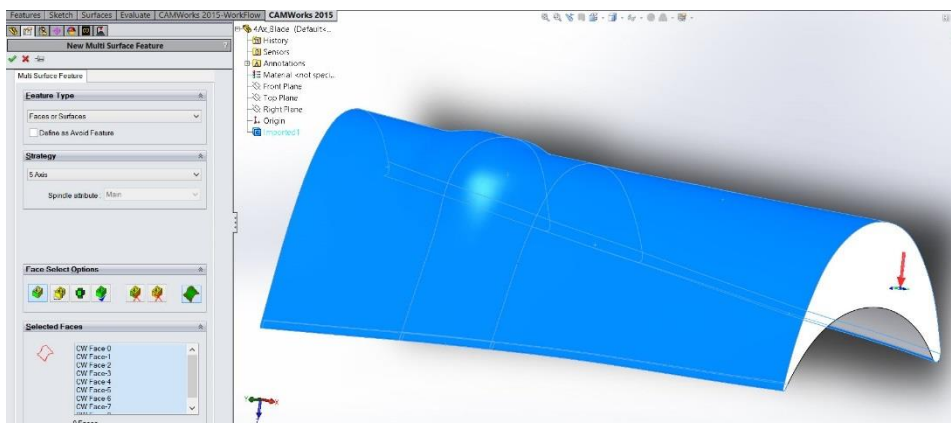 Features Sketch Surfaces Evaluate CAMWorks 2015-WorkFlow CAMWorks 2015
New Multi Surface Feature ?
Multi Surface Feature
Feature Type
Faces or Surfaces
Define as Avoid Feature
Strategy
5 Axis
Spindle attribute : Main
Face Select Options
Selected Faces
CW Face-0
CW Face-1
CW Face-2
CW Face-3
CW Face-4
CW Face-5
CW Face-6
CW Face-7
4Ax_Blade (Default<...
History
Sensors
Annotations
Material <not speci...
Front Plane
Top Plane
Right Plane
Origin
Imported1
Y
X